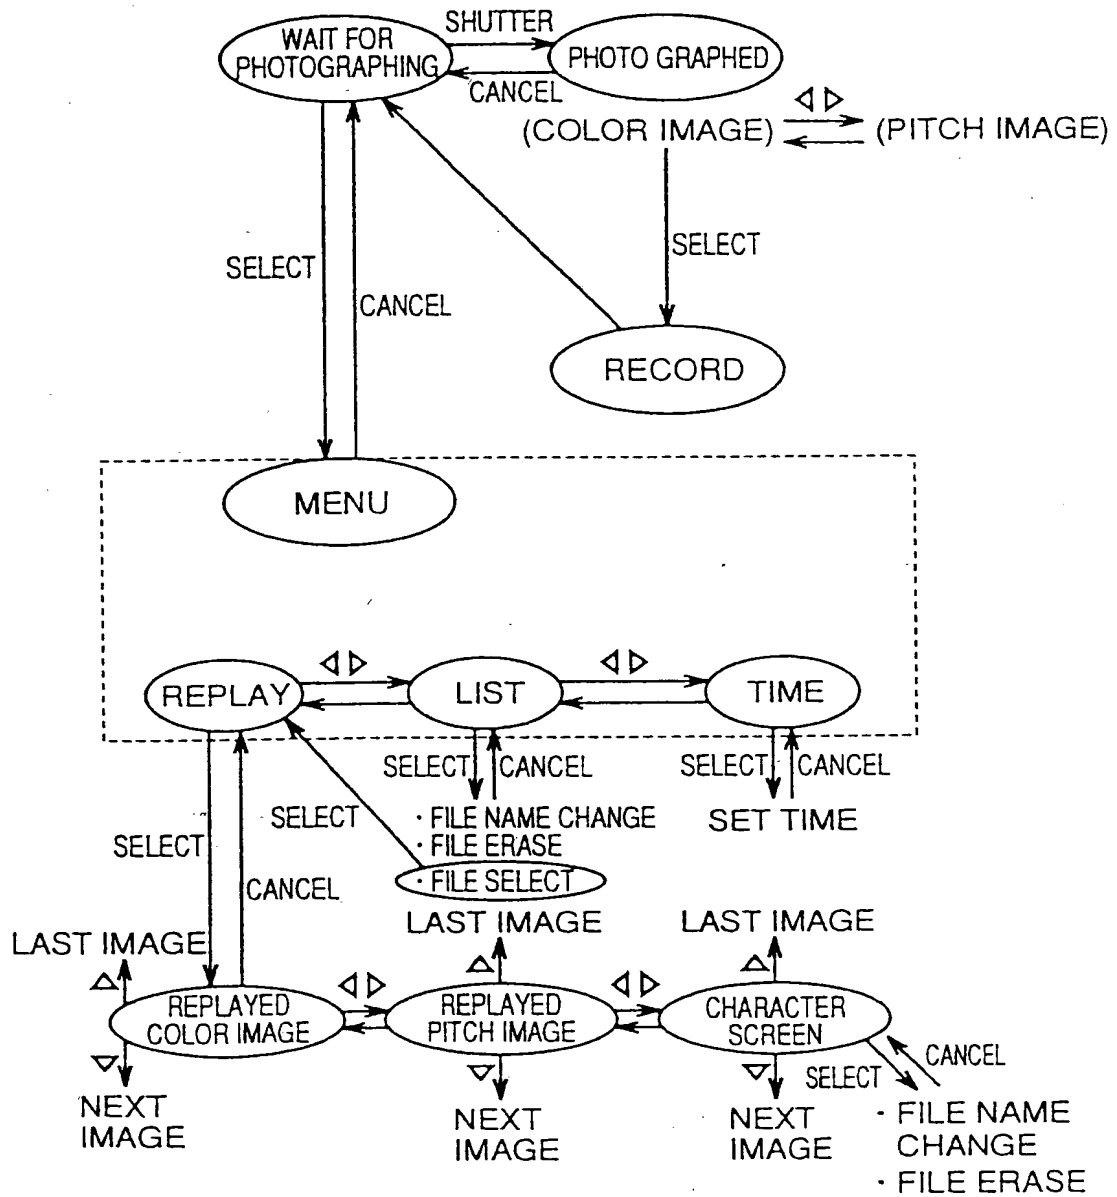 WAIT FOR
PHOTOGRAPHING
SHUTTER
CANCEL
PHOTO GRAPHED
◁ ▷
(COLOR IMAGE)
(PITCH IMAGE)
SELECT
CANCEL
SELECT
RECORD
MENU
REPLAY
◁ ▷
LIST
◁ ▷
TIME
SELECT
CANCEL
SELECT
CANCEL
SELECT
· FILE NAME CHANGE
· FILE ERASE
· FILE SELECT
SET TIME
SELECT
CANCEL
LAST IMAGE
LAST IMAGE
LAST IMAGE
△
△
△
REPLAYED
COLOR IMAGE
◁ ▷
REPLAYED
PITCH IMAGE
◁ ▷
CHARACTER
SCREEN
▽
▽
▽
NEXT
IMAGE
NEXT
IMAGE
NEXT
IMAGE
SELECT
CANCEL
· FILE NAME
CHANGE
· FILE ERASE